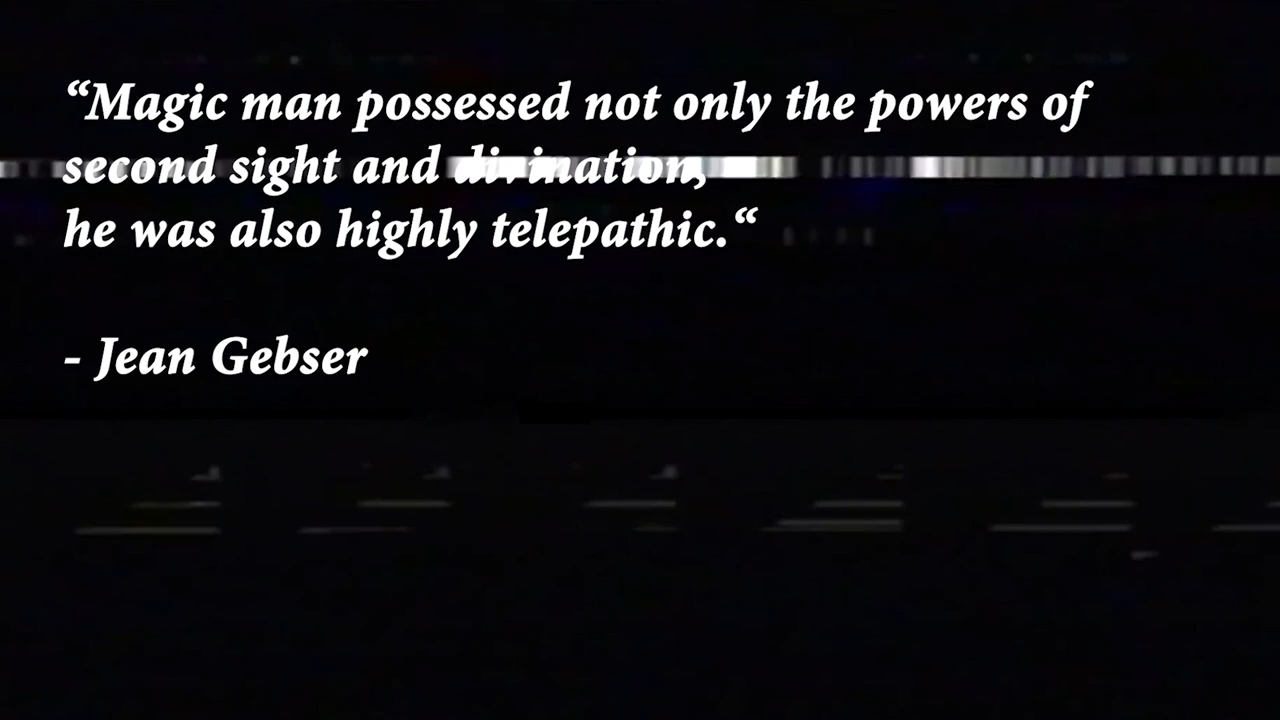 “Magic man possessed not only the powers of
second sight and divination,
he was also highly telepathic.“
- Jean Gebser